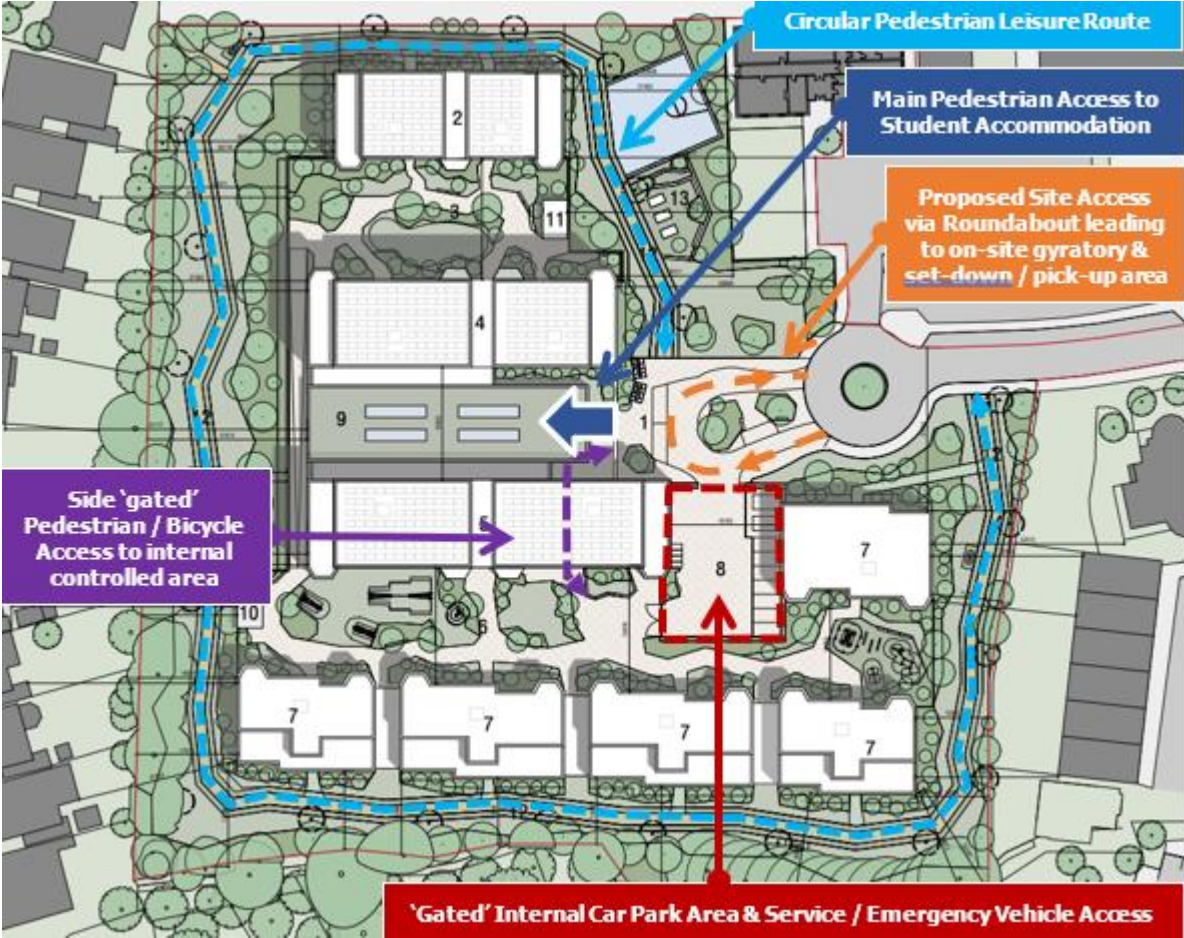 Circular Pedestrian Leisure Route
Main Pedestrian Access to
Student Accommodation
Proposed Site Access
via Roundabout leading
to on-site gyratory &
set-down / pick-up area
2
3
11
13
4
9
1
12
Side ‘gated’
Pedestrian / Bicycle
Access to internal
controlled area
7
8
10
6
7
7
7
7
‘Gated’ Internal Car Park Area & Service / Emergency Vehicle Access